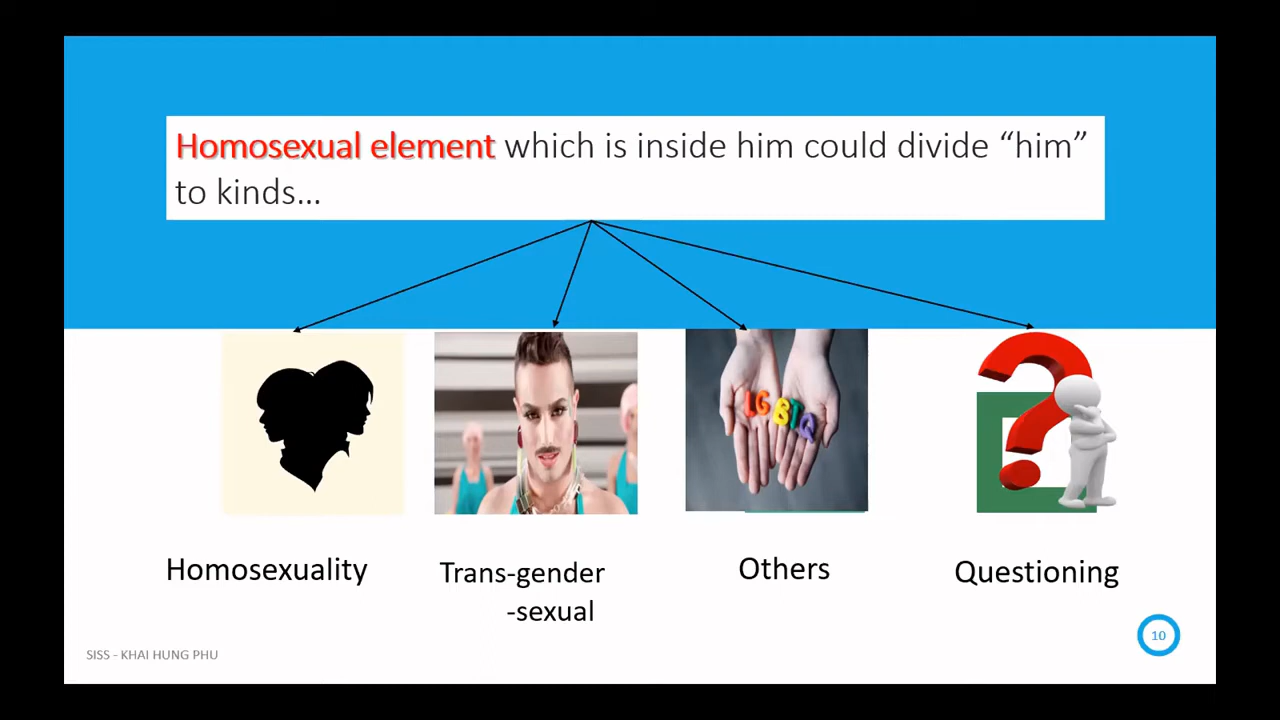 Homosexual element which is inside him could divide “him”
to kinds...
LGBTQ
Homosexuality
Trans-gender
-sexual
Others
Questioning
SISS - KHAI HUNG PHU
10